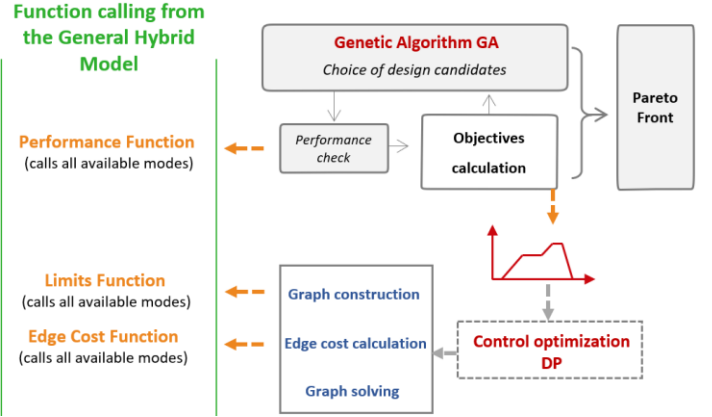 Function calling from
the General Hybrid
Model
Genetic Algorithm GA
Choice of design candidates
Pareto
Front
Performance
check
Objectives
calculation
Performance Function
(calls all available modes)
Limits Function
(calls all available modes)
Edge Cost Function
(calls all available modes)
Graph construction
Edge cost calculation
Graph solving
Control optimization
DP